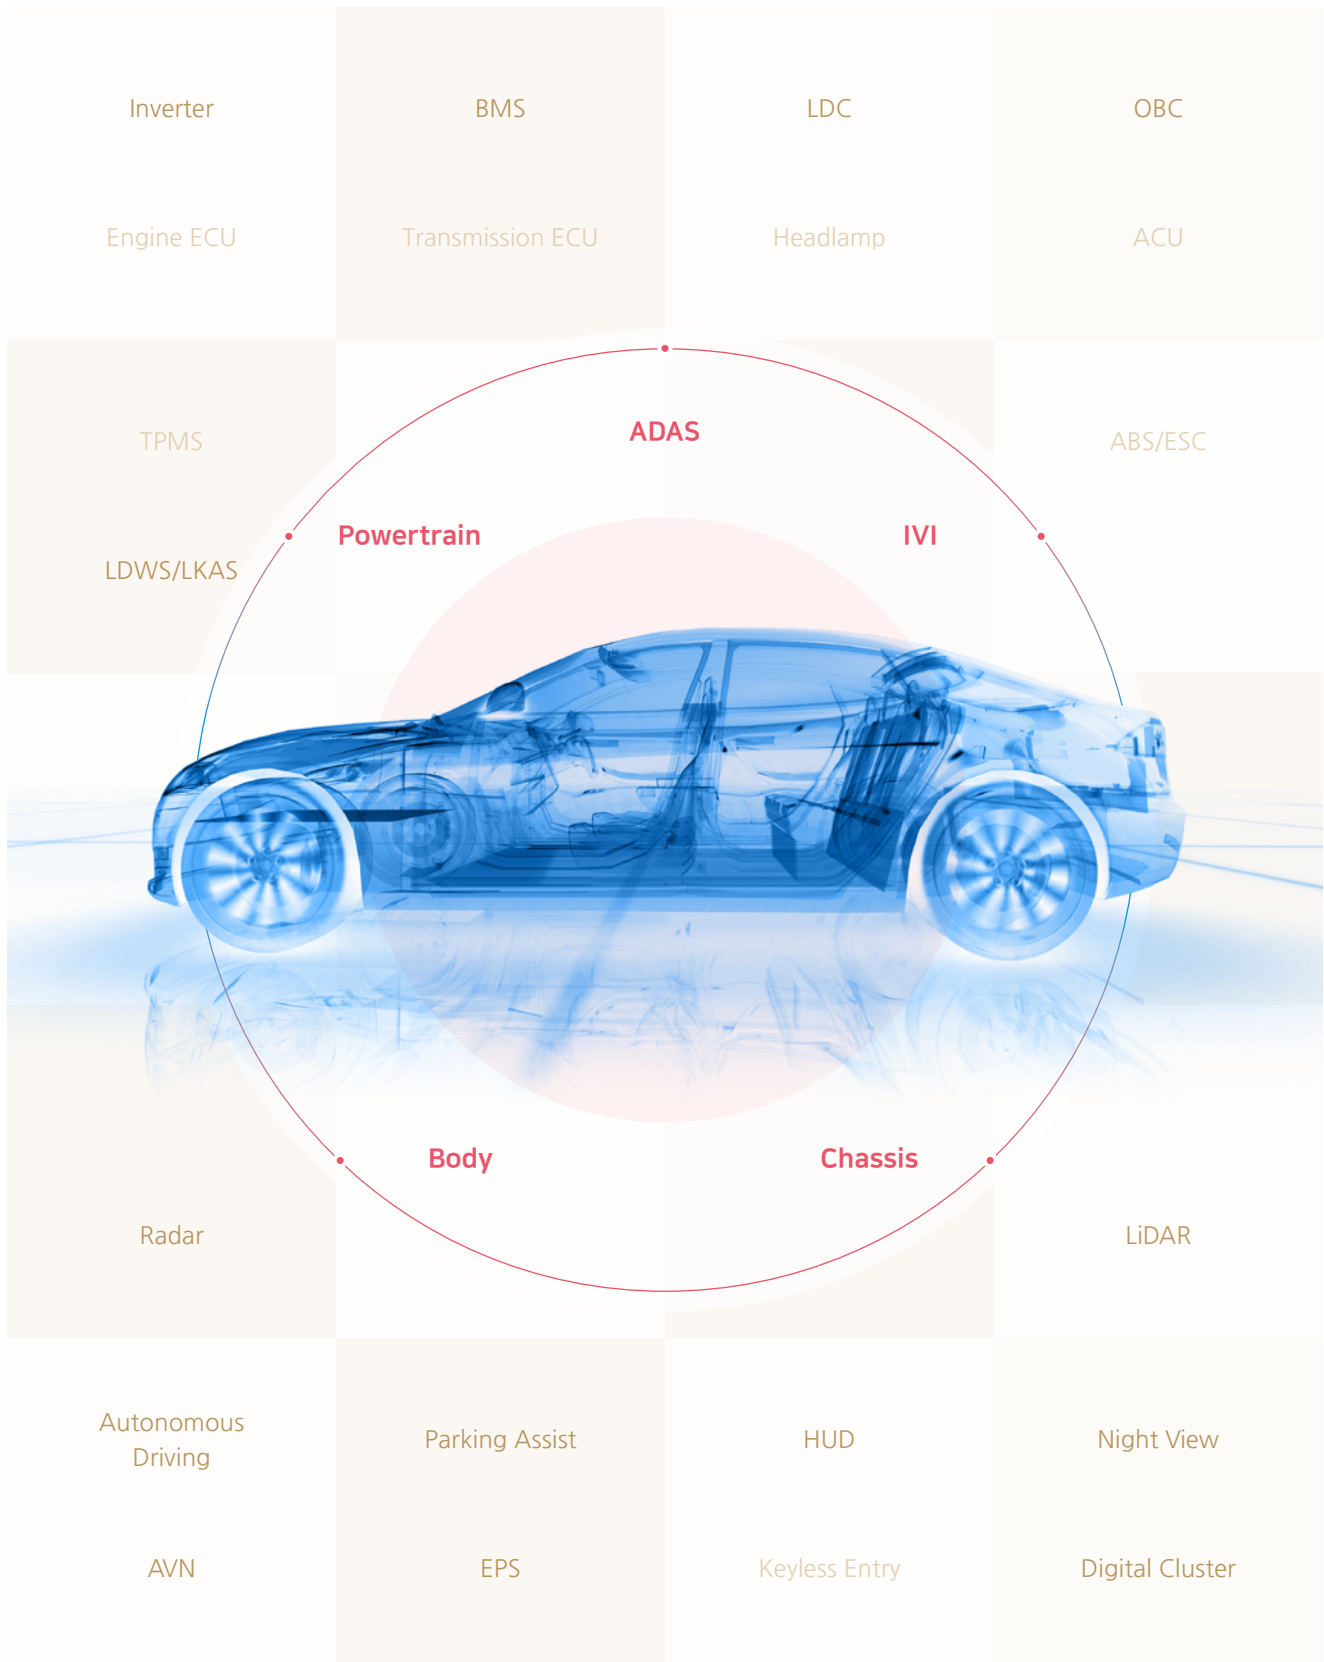 Inverter
BMS
LDC
OBC
Engine ECU
Transmission ECU
Headlamp
ACU
TPMS
ADAS
ABS/ESC
Powertrain
IVI
LDWS/LKAS
Body
Chassis
Radar
LiDAR
Autonomous
Driving
Parking Assist
HUD
Night View
AVN
EPS
Keyless Entry
Digital Cluster